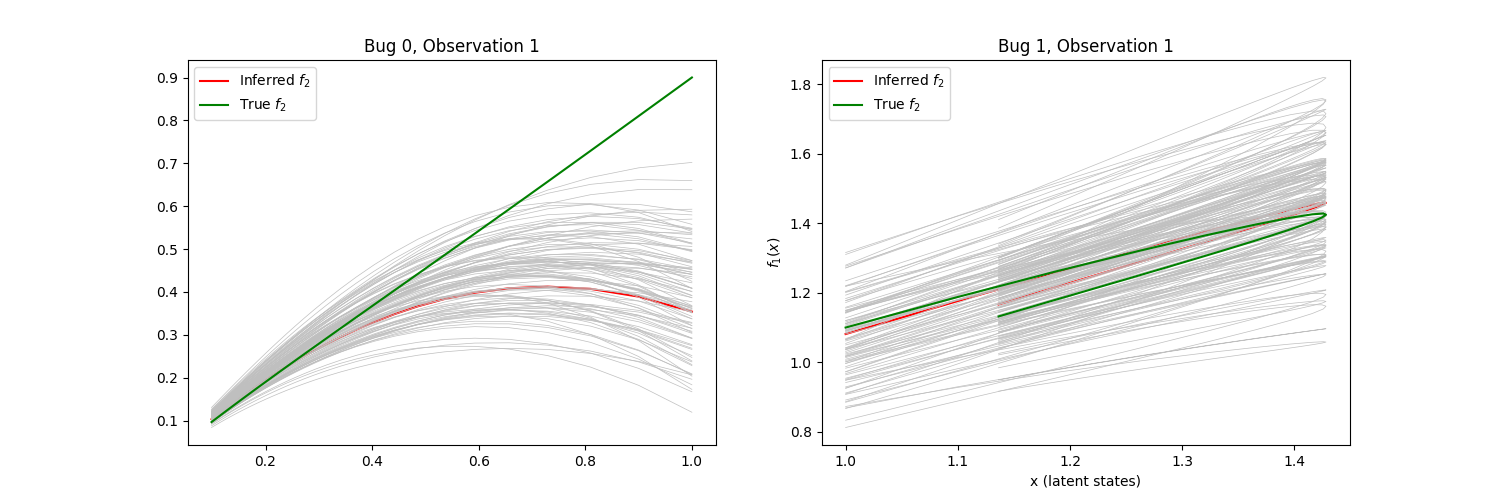 Bug 0, Observation 1
Inferred f₂
True f₂
0.9
0.8
0.7
0.6
0.5
0.4
0.3
0.2
0.1
0.2 0.4 0.6 0.8 1.0
Bug 1, Observation 1
Inferred f₂
True f₂
f₁(x)
1.8
1.6
1.4
1.2
1.0
0.8
1.0 1.1 1.2 1.3 1.4
x (latent states)